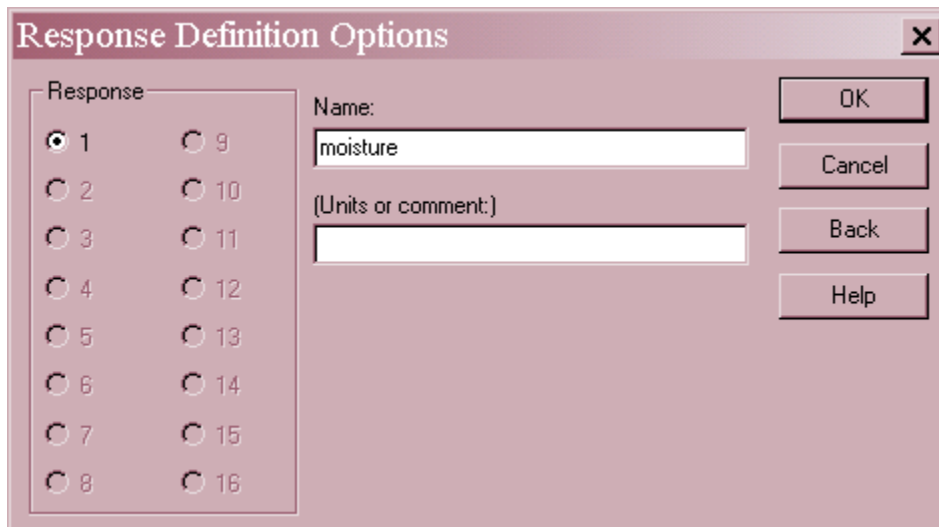 Response Definition Options
Response
1
9
2
10
3
11
4
12
5
13
6
14
7
15
8
16
Name:
moisture
(Units or comment:)
OK
Cancel
Back
Help